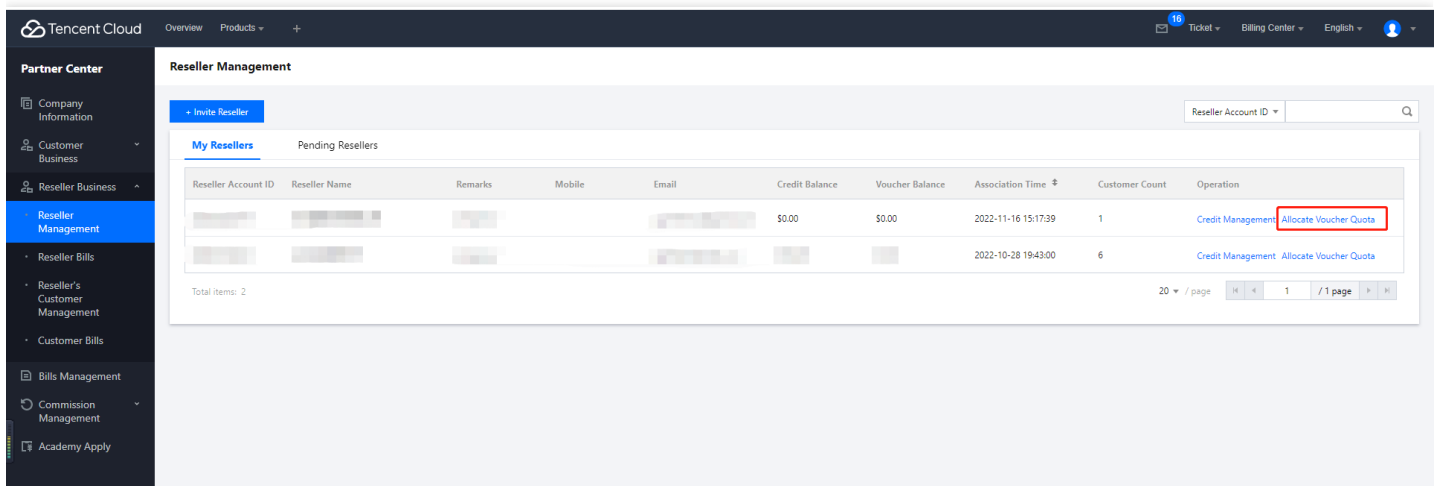 Tencent Cloud
Overview
Products
+
16
Ticket
Billing Center
English
Partner Center
Company
Information
Customer
Business
Reseller Business
Reseller
Management
Reseller Bills
Reseller's
Customer
Management
Customer Bills
Bills Management
Commission
Management
Academy Apply
Reseller Management
+ Invite Reseller
Reseller Account ID
My Resellers
Pending Resellers
Reseller Account ID Reseller Name Remarks Mobile Email Credit Balance Voucher Balance Association Time Customer Count Operation
$0.00 $0.00 2022-11-16 15:17:39 1 Credit Management Allocate Voucher Quota
2022-10-28 19:43:00 6 Credit Management Allocate Voucher Quota
Total items: 2
20 / page 1 / 1 page